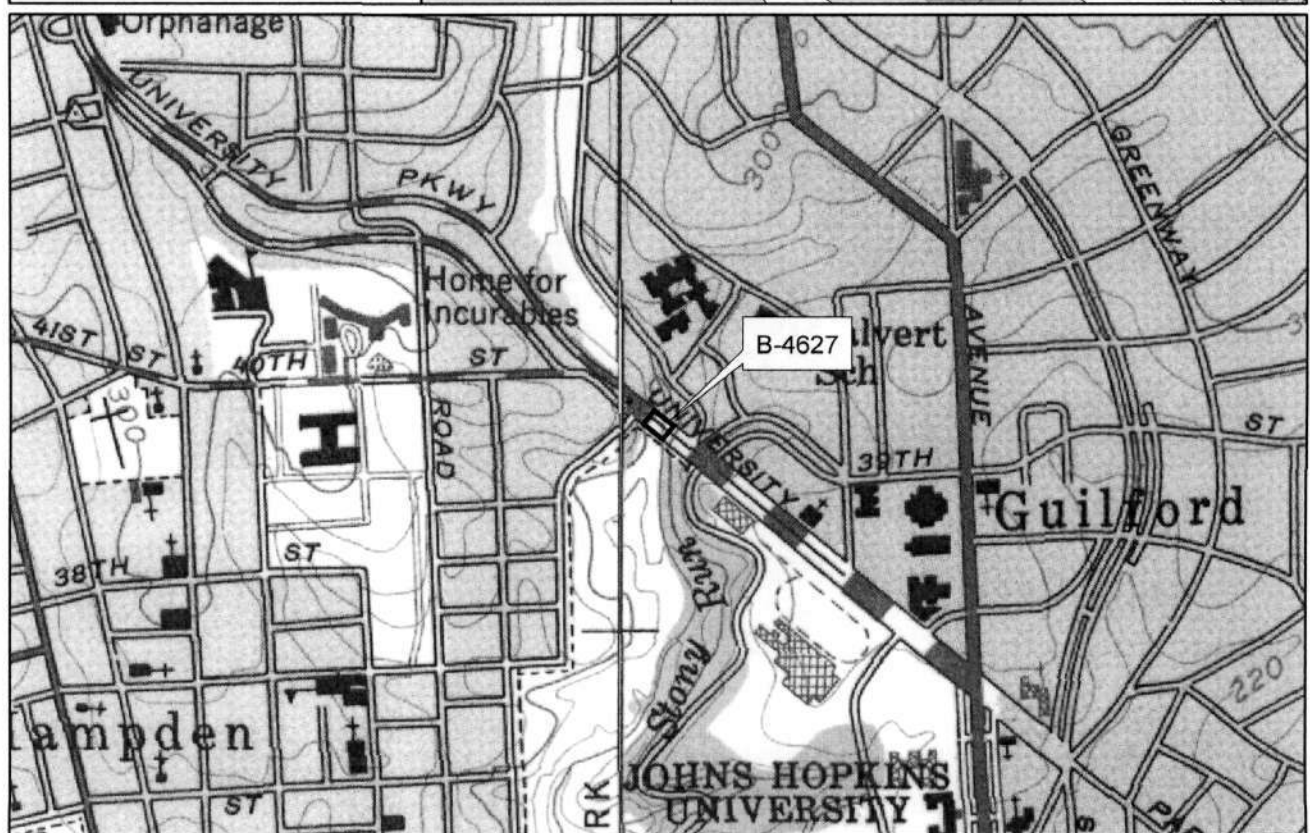 Orphanage
UNIVERSITY
PKWY
300
GREENWAY
Home for
Incurables
41ST ST
40TH ST
B-4627
alvert
Sch
AVENUE
300
ROAD
UNIVERSITY
39TH
ST
Guilford
38TH ST
Run
Stony
220
ampden
ST
RK
JOHNS HOPKINS
UNIVERSITY